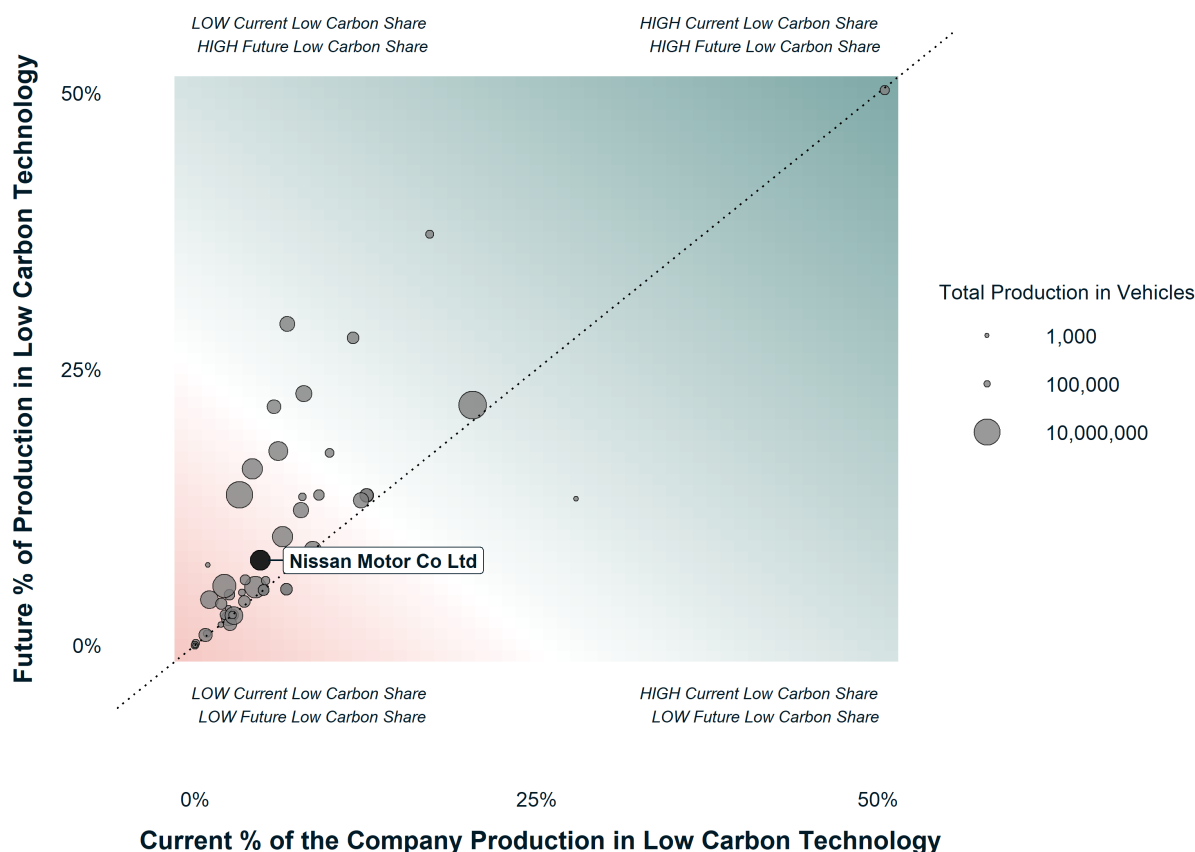 LOW Current Low Carbon Share
HIGH Future Low Carbon Share
HIGH Current Low Carbon Share
HIGH Future Low Carbon Share
Future % of Production in Low Carbon Technology
50%
25%
0%
Nissan Motor Co Ltd
Total Production in Vehicles
1,000
100,000
10,000,000
LOW Current Low Carbon Share
LOW Future Low Carbon Share
HIGH Current Low Carbon Share
LOW Future Low Carbon Share
0%
25%
50%
Current % of the Company Production in Low Carbon Technology